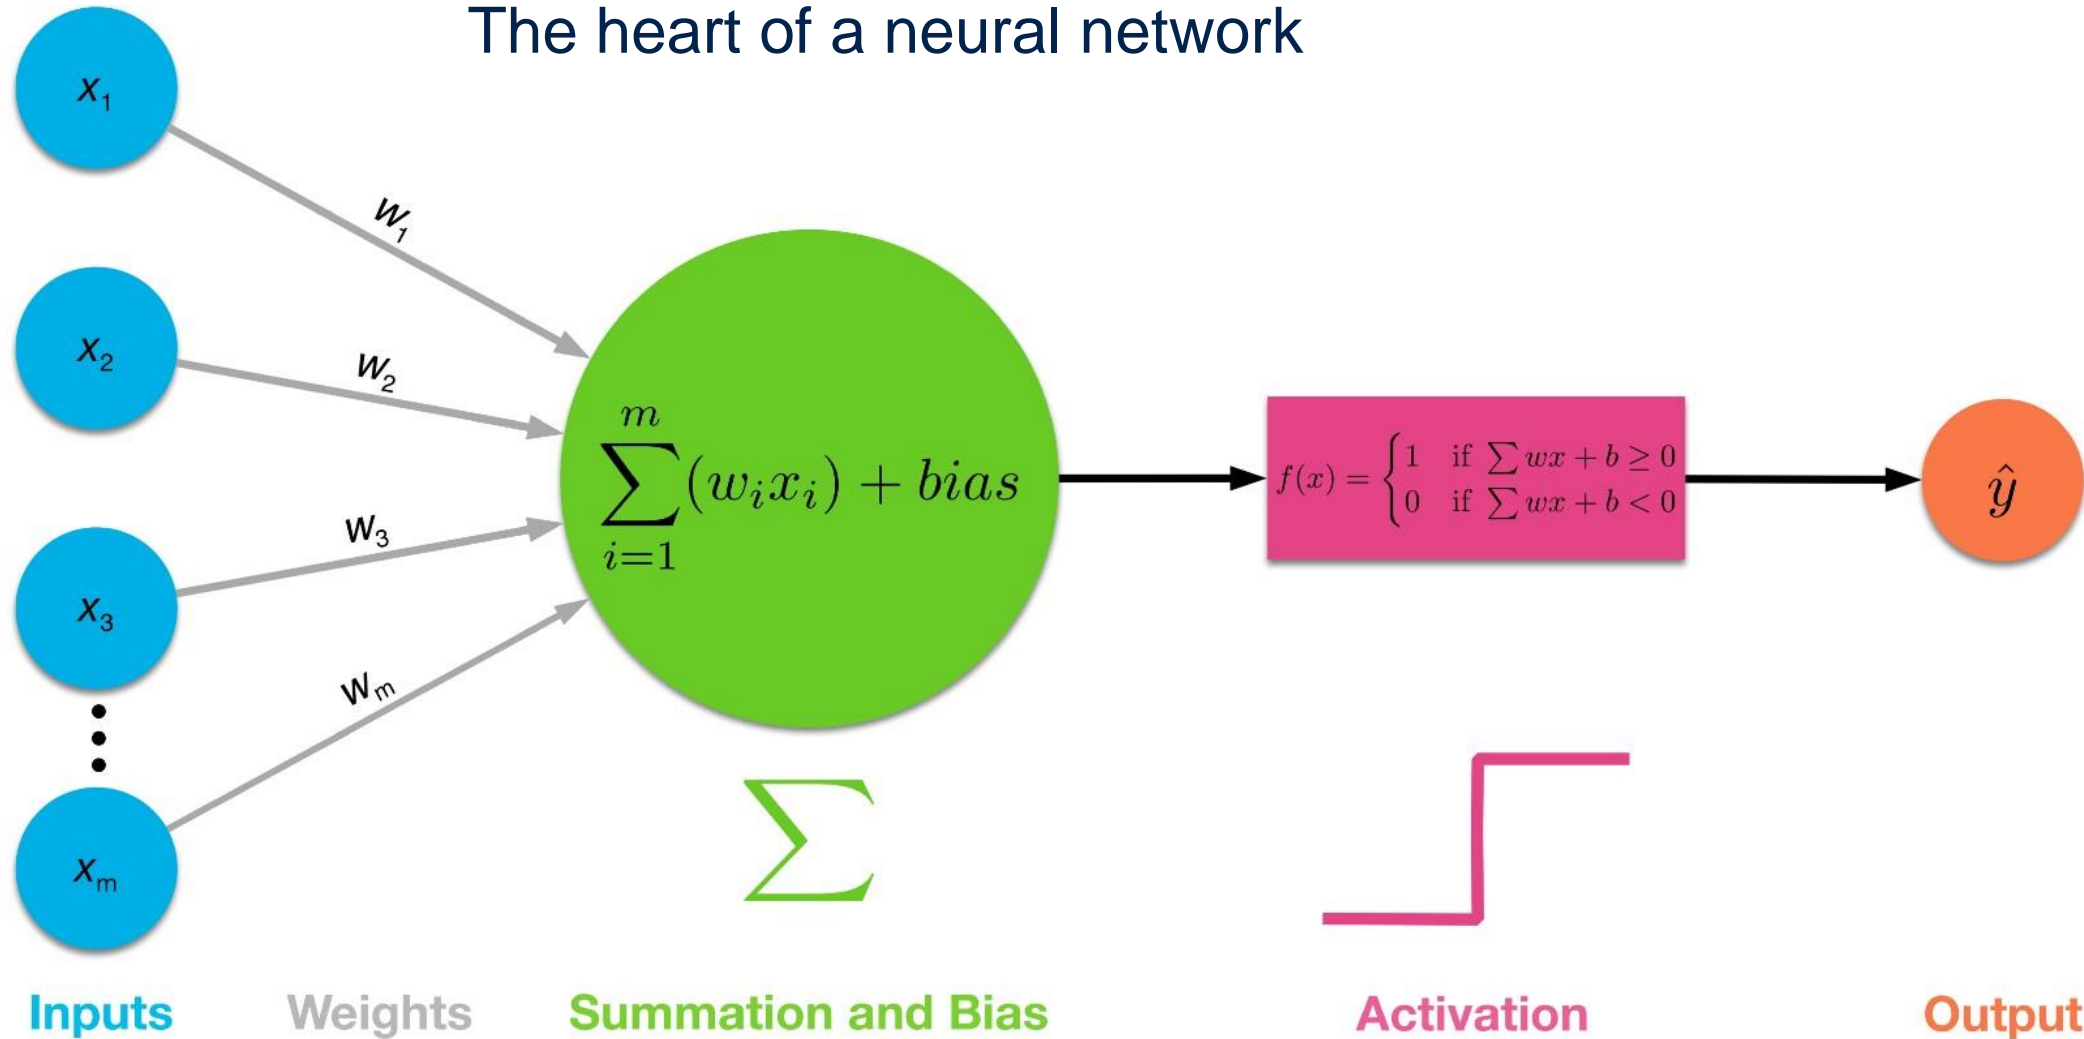 The heart of a neural network
x₁
w₁
x₂
w₂
x₃
w₃
xₘ
wₘ
∑ᵢ₌₁ᵐ (wᵢxᵢ) + bias
f(x) = {1 if ∑ wx + b ≥ 0
0 if ∑ wx + b < 0
ŷ
∑
Inputs
Weights
Summation and Bias
Activation
Output